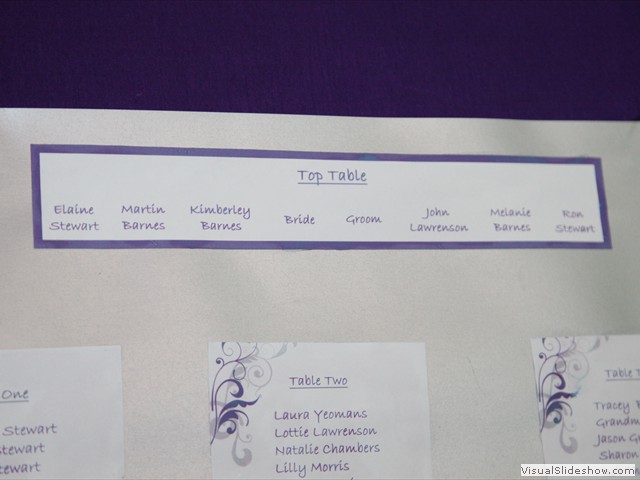 Top Table
Elaine Stewart
Martin Barnes
Kimberley Barnes
Bride
Groom
John Lawrenson
Melanie Barnes
Ron Stewart
One
Stewart
Stewart
Table Two
Laura Yeomans
Lottie Lawrenson
Natalie Chambers
Lilly Morris
Table
Tracey
Jason
Sharon
VisualSlideshow.com